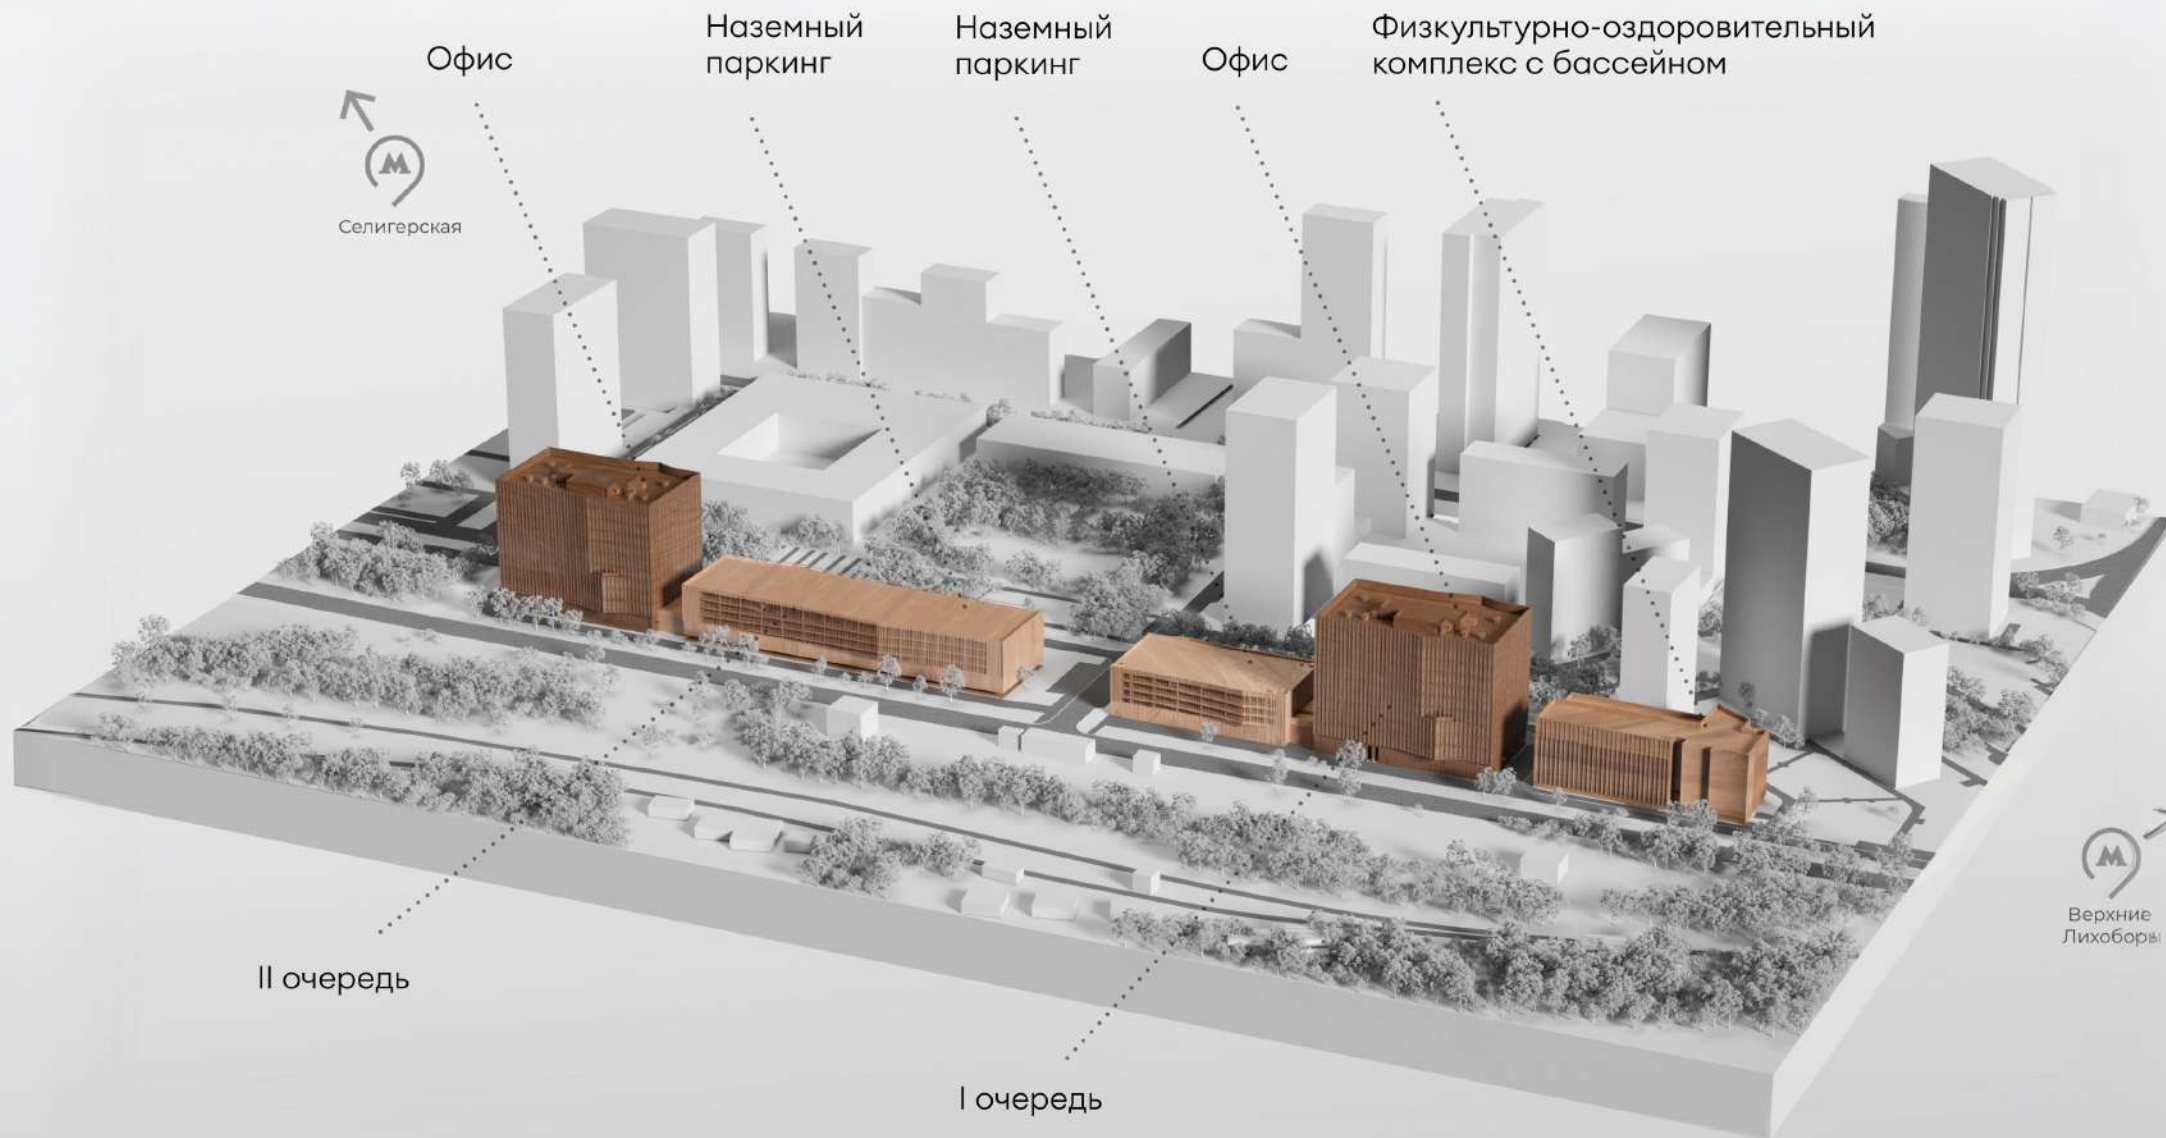 Офис
Наземный
паркинг
Наземный
паркинг
Офис
Физкультурно-оздоровительный
комплекс с бассейном
М
Селигерская
М
Верхние
Лихоборы
II очередь
I очередь